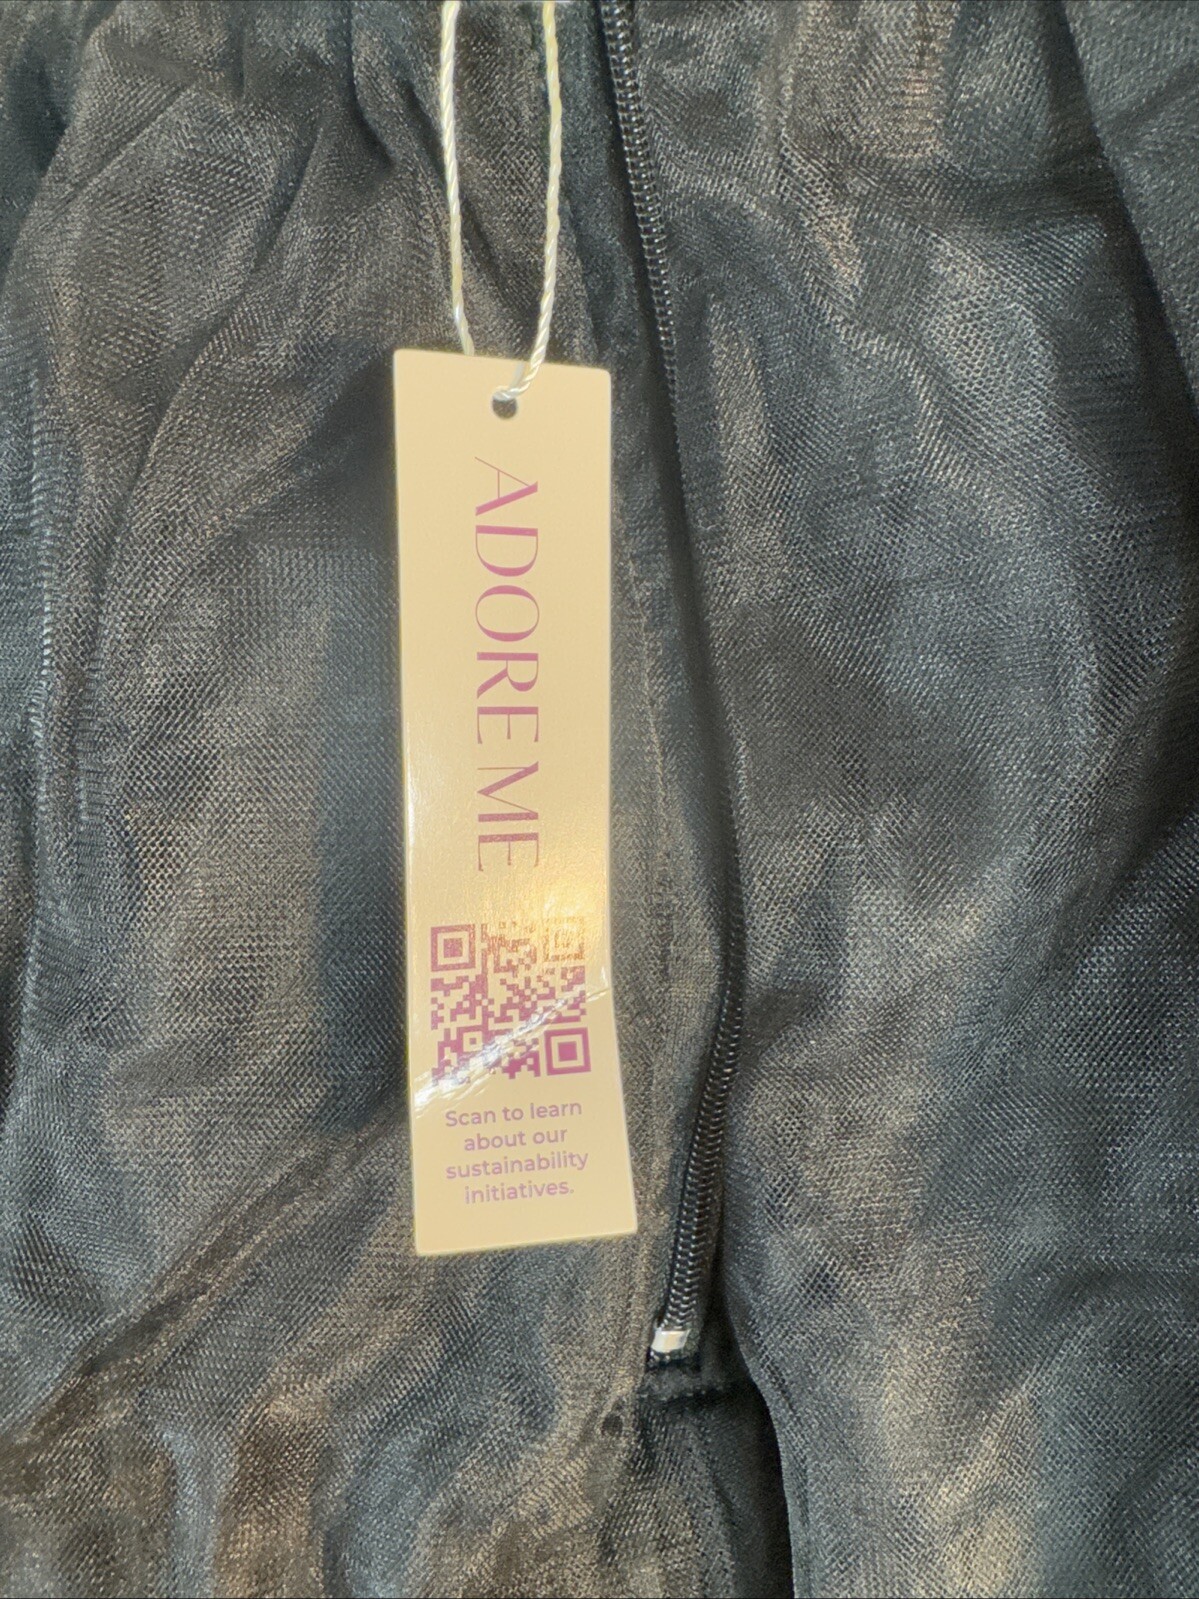 ADORE ME
Scan to learn
about our
sustainability
initiatives.